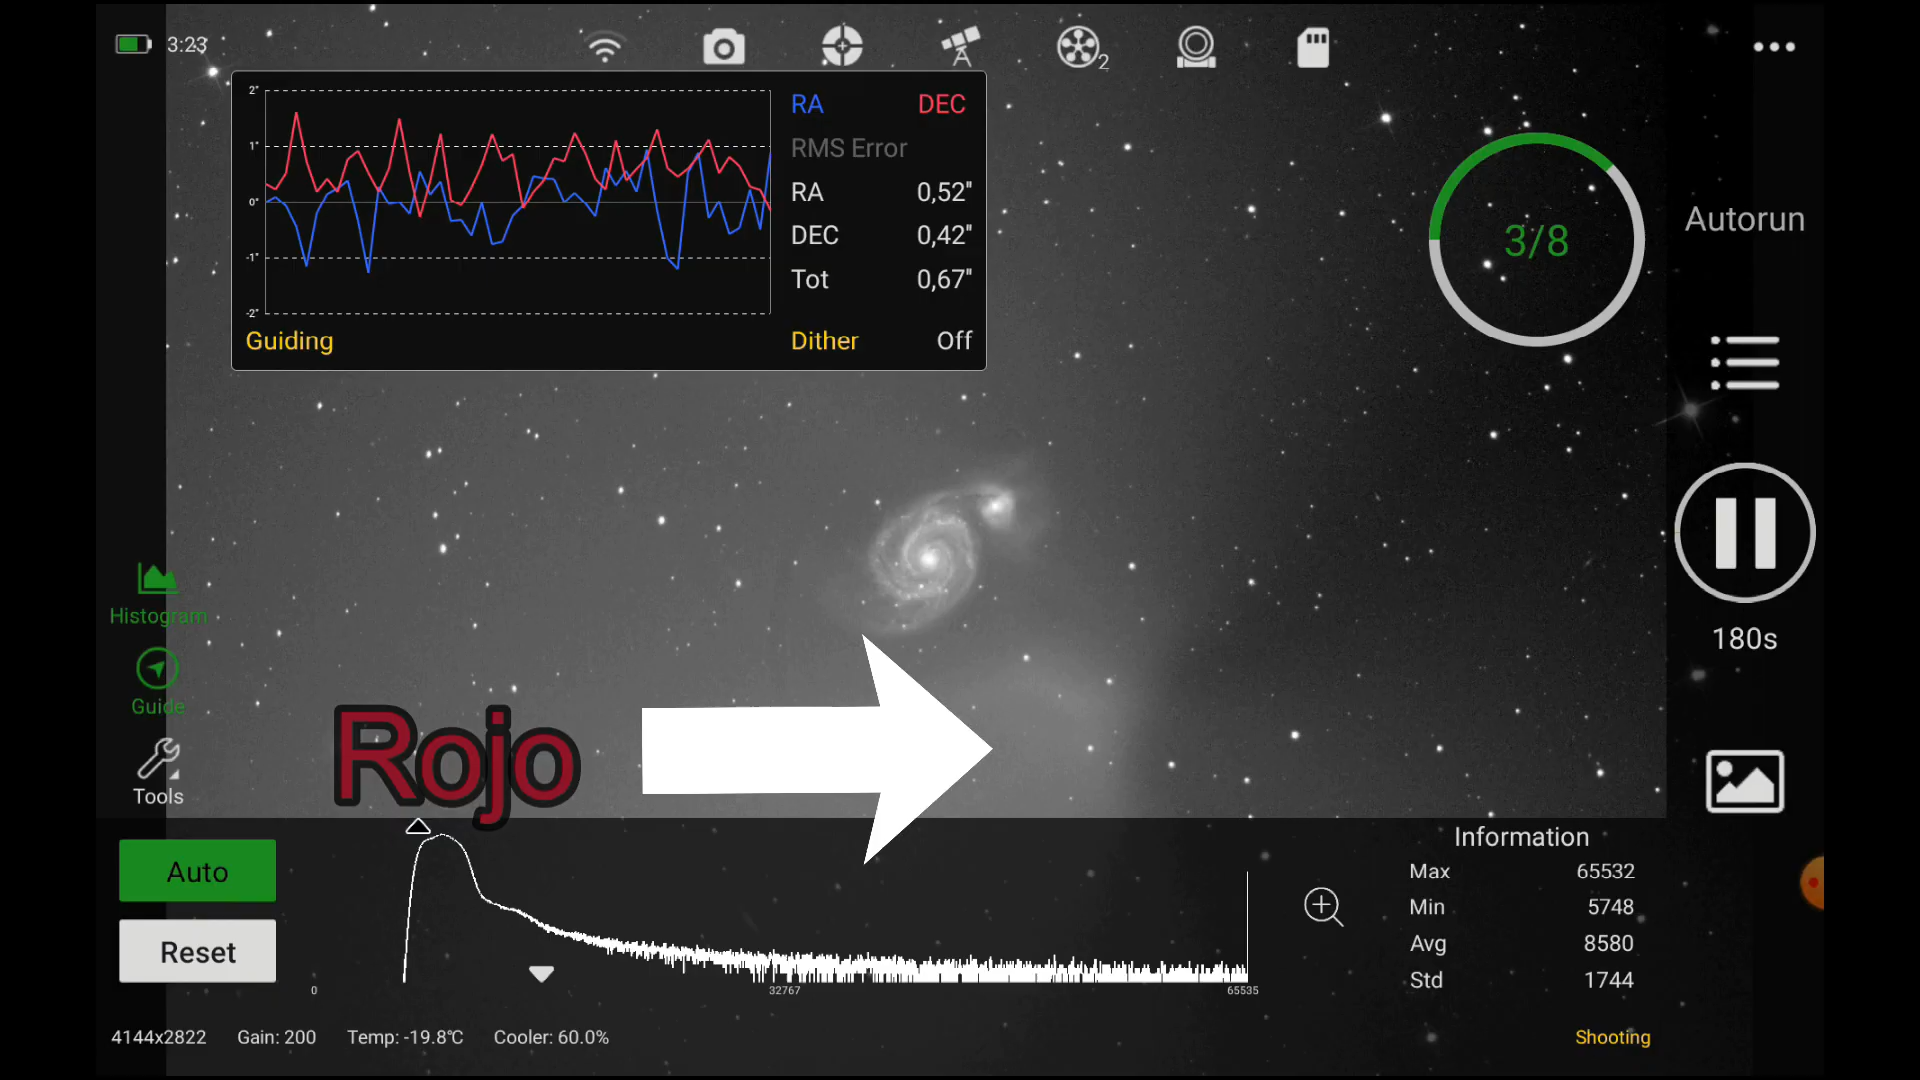 3:23
2
2"
1"
0"
-1"
-2"
RA DEC
RMS Error
RA 0,52"
DEC 0,42"
Tot 0,67"
Guiding
Dither Off
3/8
Autorun
180s
Histogram
Guide
Tools
Rojo
Auto
Reset
0 32767 65535
Information
Max 65532
Min 5748
Avg 8580
Std 1744
4144x2822 Gain: 200 Temp: -19.8℃ Cooler: 60.0% Shooting